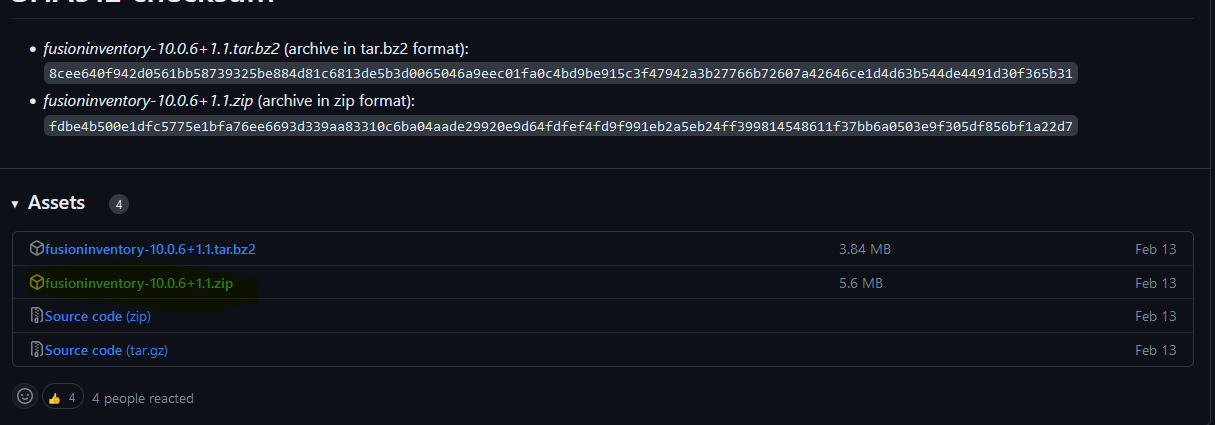 SHA512 checksum
fusioninventory-10.0.6+1.1.tar.bz2 (archive in tar.bz2 format):
8cee640f942d0561bb58739325be884d81c6813de5b3d0065046a9eec01fa0c4bd9be915c3f47942a3b27766b72607a42646ce1d4d63b544de4491d30f365b31
fusioninventory-10.0.6+1.1.zip (archive in zip format):
fdbe4b500e1dfc5775e1bfa76ee6693d339aa83310c6ba04aade29920e9d64fdfef4fd9f991eb2a5eb24ff399814548611f37bb6a0503e9f305df856bf1a22d7
Assets 4
fusioninventory-10.0.6+1.1.tar.bz2 3.84 MB Feb 13
fusioninventory-10.0.6+1.1.zip 5.6 MB Feb 13
Source code (zip) Feb 13
Source code (tar.gz) Feb 13
👍 4 4 people reacted